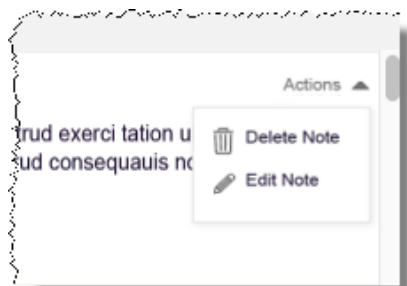 Actions
trud exerci tation u
Delete Note
ud consequauis no
Edit Note